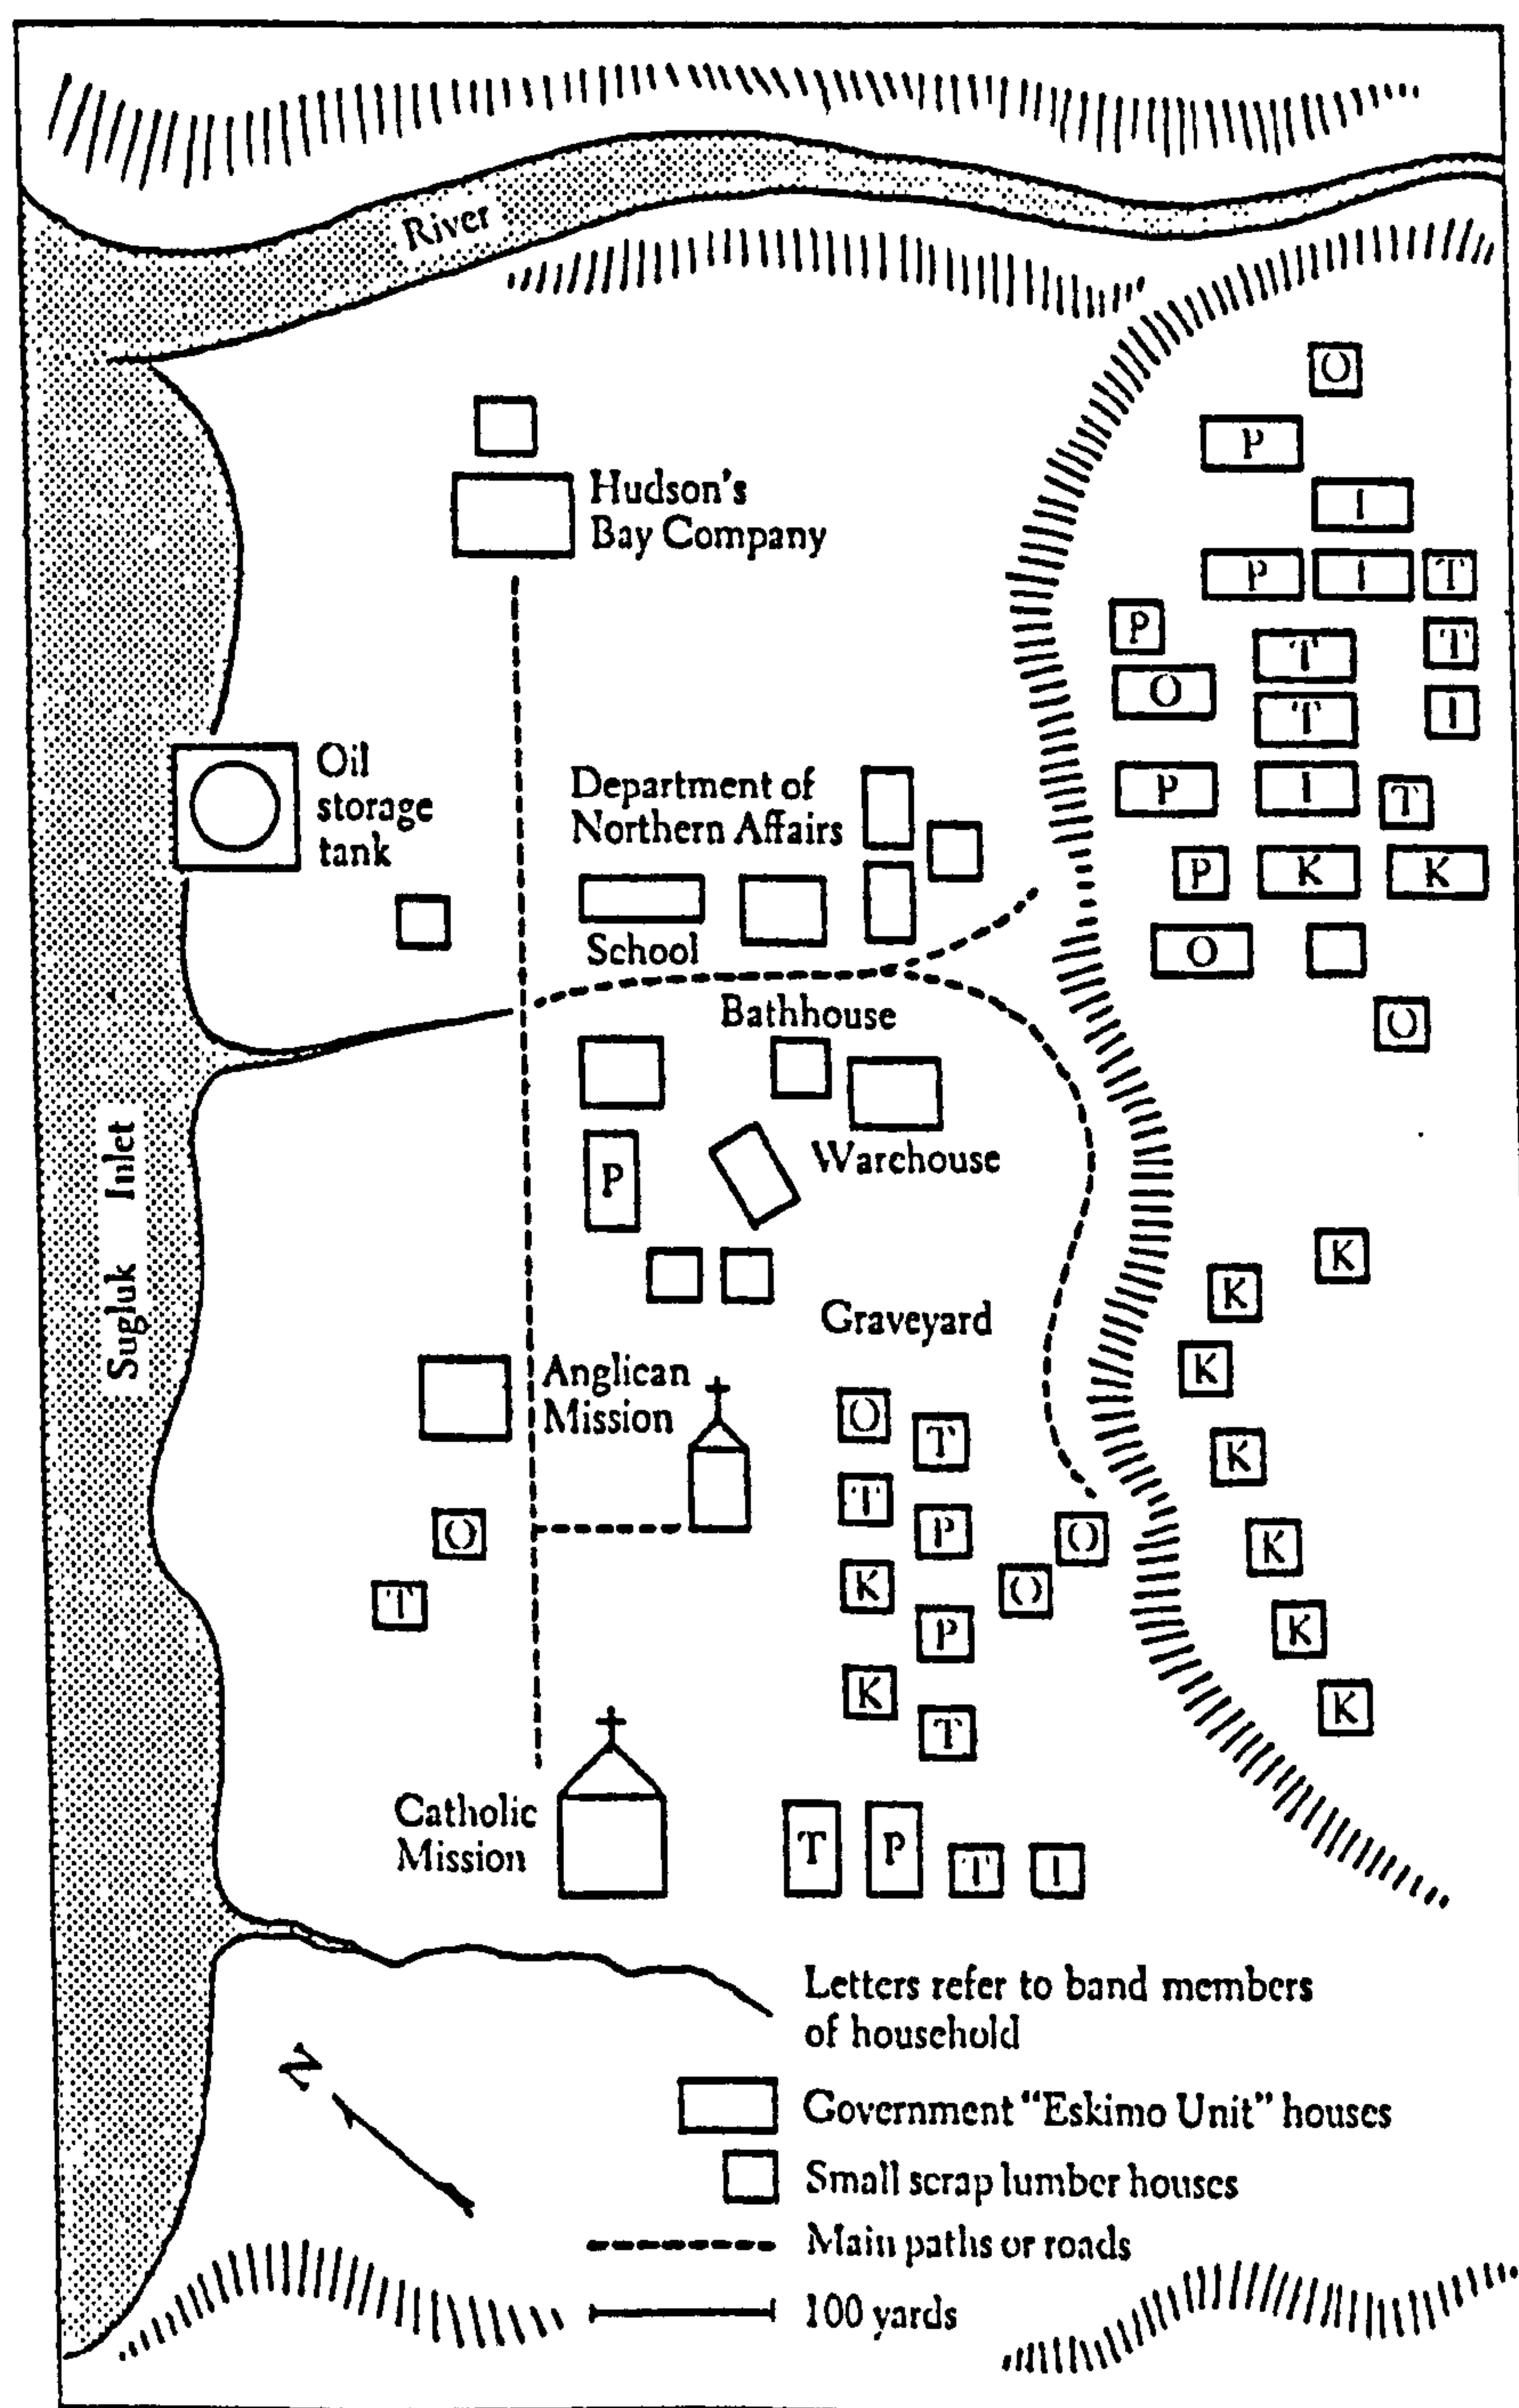 River
O
P
Hudson's
Bay Company
I
P I T
P
T
T
O
T
I
Oil
storage
tank
Department of
Northern Affairs
P
I
T
P
K
K
School
O
Bathhouse
O
Sugluk Inlet
Warehouse
P
K
K
Graveyard
K
Anglican
Mission
O
T
K
T
P
K
O
O
K
O
T
K
P
K
K
T
K
Catholic
Mission
T P T I
Letters refer to band members
of household
N
Government "Eskimo Unit" houses
Small scrap lumber houses
Main paths or roads
100 yards